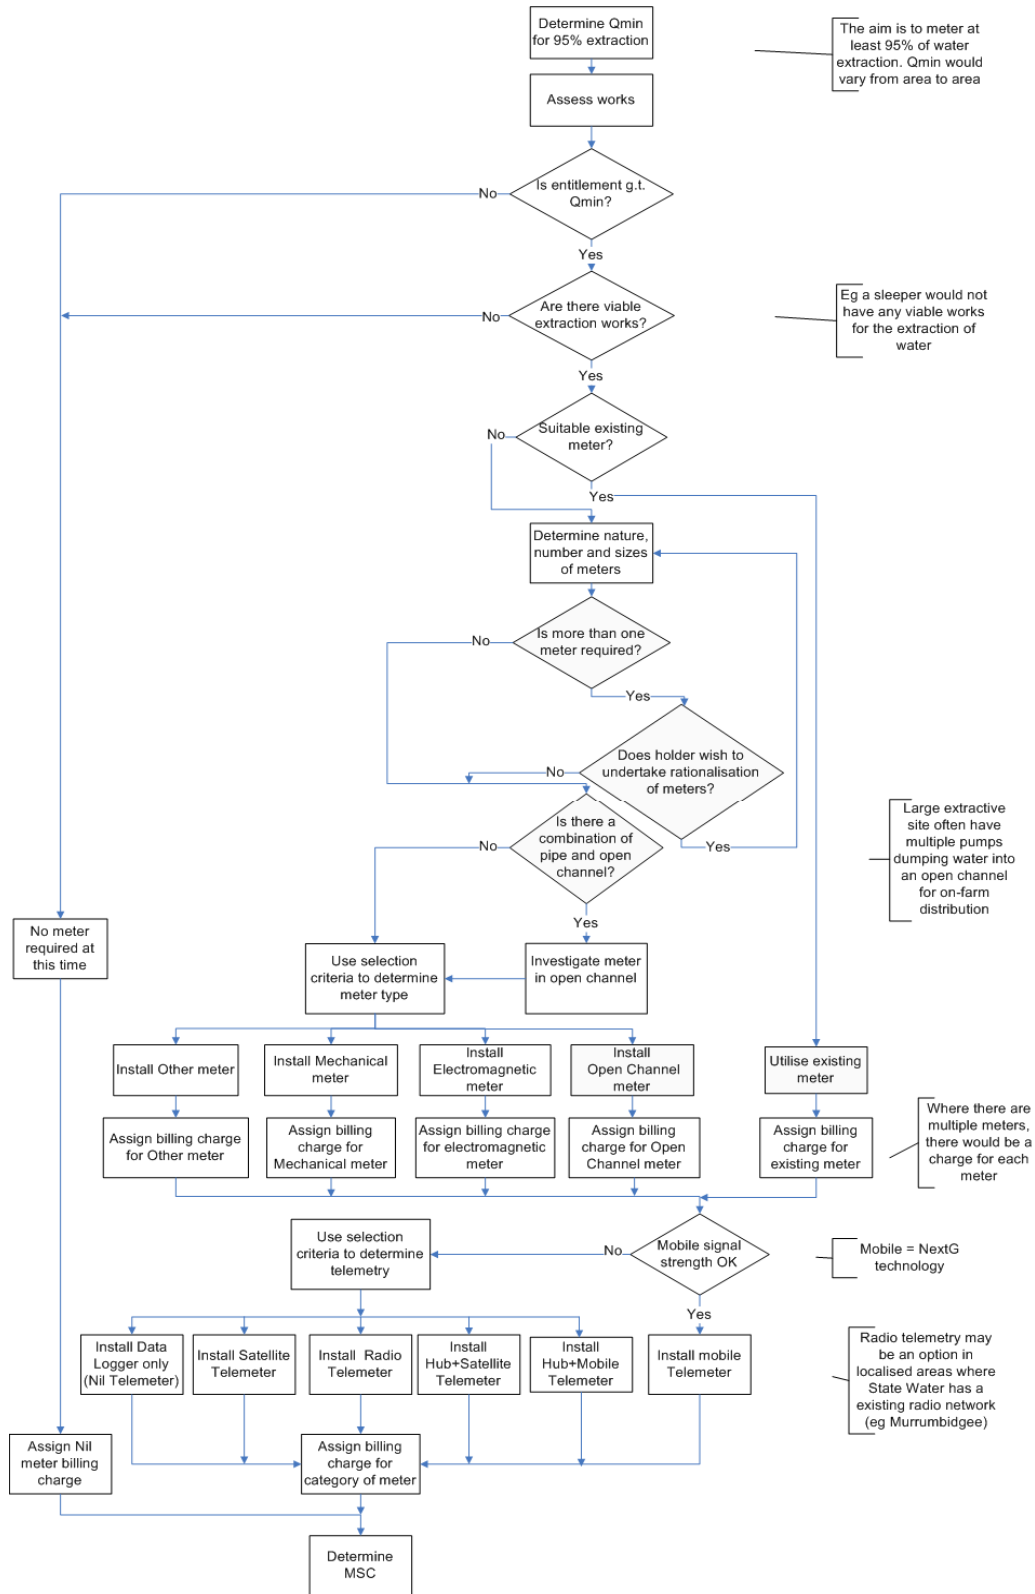 Determine Qmin
for 95% extraction
The aim is to meter at
least 95% of water
extraction. Qmin would
vary from area to area
Assess works
Is entitlement g.t.
Qmin?
No
Yes
Are there viable
extraction works?
No
Eg a sleeper would not
have any viable works
for the extraction of
water
Yes
Suitable existing
meter?
No
Yes
Determine nature,
number and sizes
of meters
Is more than one
meter required?
No
Yes
Does holder wish to
undertake rationalisation
of meters?
No
Yes
Is there a
combination of
pipe and open
channel?
No
Yes
Large extractive
site often have
multiple pumps
dumping water into
an open channel
for on-farm
distribution
No meter
required at
this time
Use selection
criteria to determine
meter type
Investigate meter
in open channel
Install Other meter
Install Mechanical
meter
Install
Electromagnetic
meter
Install
Open Channel
meter
Utilise existing
meter
Assign billing charge
for Other meter
Assign billing
charge for
Mechanical meter
Assign billing charge
for electromagnetic
meter
Assign billing
charge for Open
Channel meter
Assign billing
charge for
existing meter
Where there are
multiple meters,
there would be a
charge for each
meter
Use selection
criteria to determine
telemetry
No
Mobile signal
strength OK
Mobile = NextG
technology
Yes
Install Data
Logger only
(Nil Telemeter)
Install Satellite
Telemeter
Install Radio
Telemeter
Install
Hub+Satellite
Telemeter
Install
Hub+Mobile
Telemeter
Install mobile
Telemeter
Radio telemetry may
be an option in
localised areas where
State Water has a
existing radio network
(eg Murrumbidgee)
Assign Nil
meter billing
charge
Assign billing
charge for
category of meter
Determine
MSC